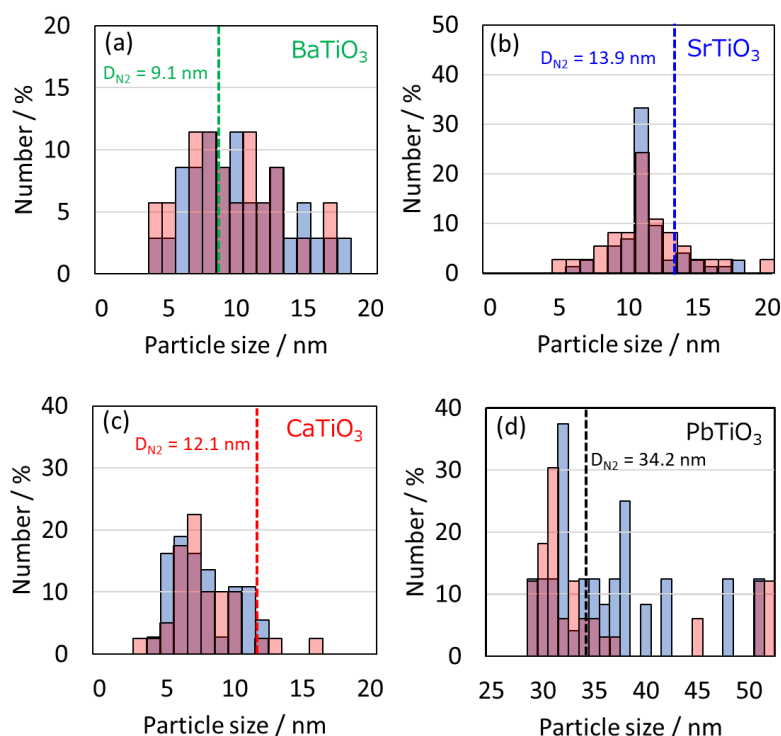 20
(a)
BaTiO3
DN2 = 9.1 nm
15
10
5
0
Number / %
0 5 10 15 20
Particle size / nm
50
(b)
SrTiO3
DN2 = 13.9 nm
40
30
20
10
0
Number / %
0 5 10 15 20
Particle size / nm
40
(c)
CaTiO3
DN2 = 12.1 nm
30
20
10
0
Number / %
0 5 10 15 20
Particle size / nm
40
(d)
PbTiO3
DN2 = 34.2 nm
30
20
10
0
Number / %
25 30 35 40 45 50
Particle size / nm